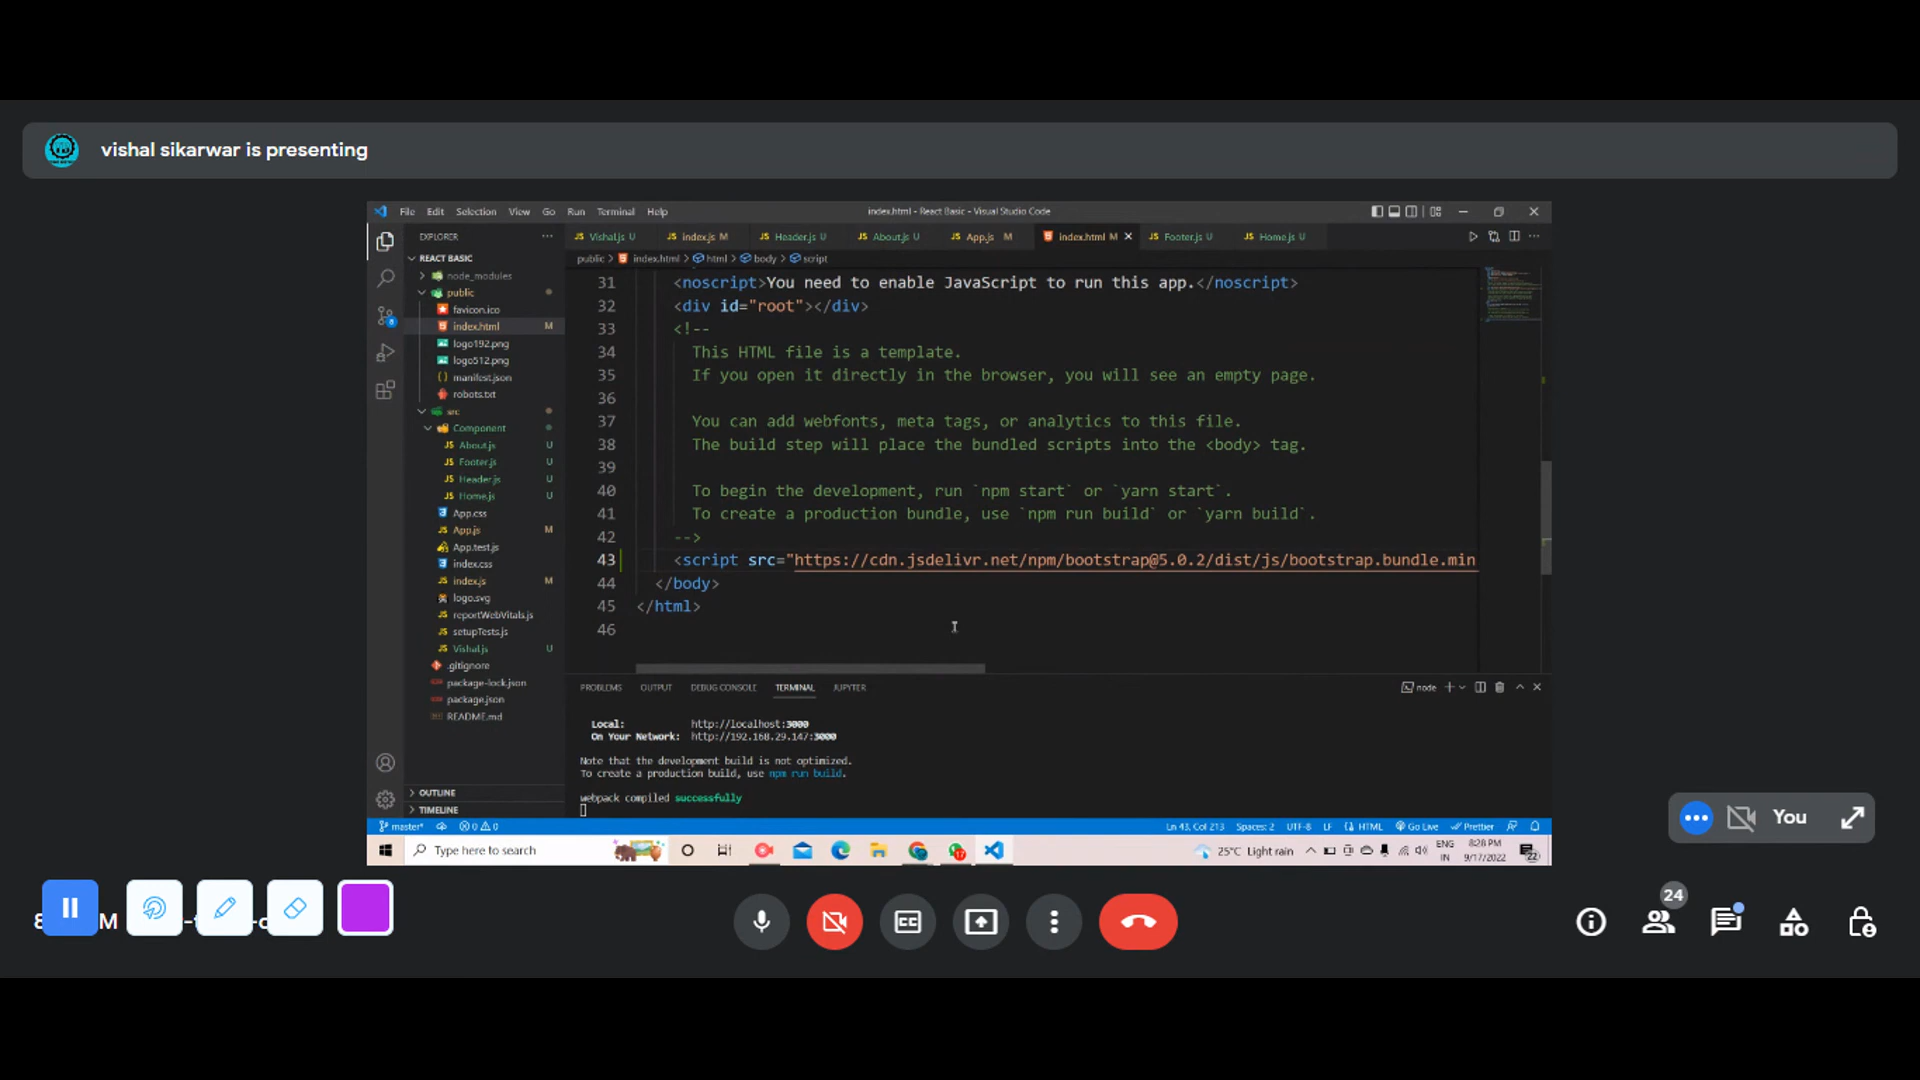 vishal sikarwar is presenting
File Edit Selection View Go Run Terminal Help
index.html - React Basic - Visual Studio Code
EXPLORER
Vishal.js U
index.js M
Header.js U
About.js U
App.js M
index.html M
Footer.js U
Home.js U
public > index.html > html > body > script
REACT BASIC
node_modules
public
favicon.ico
index.html M
logo192.png
logo512.png
manifest.json
robots.txt
src
Component
About.js U
Footer.js U
Header.js U
Home.js U
App.css
App.js M
App.test.js
index.css
index.js M
logo.svg
reportWebVitals.js
setupTests.js
Vishal.js U
.gitignore
package-lock.json
package.json
README.md
OUTLINE
TIMELINE
31 <noscript>You need to enable JavaScript to run this app.</noscript>
32 <div id="root"></div>
33 <!--
34 This HTML file is a template.
35 If you open it directly in the browser, you will see an empty page.
36
37 You can add webfonts, meta tags, or analytics to this file.
38 The build step will place the bundled scripts into the <body> tag.
39
40 To begin the development, run `npm start` or `yarn start`.
41 To create a production bundle, use `npm run build` or `yarn build`.
42 -->
43 <script src="https://cdn.jsdelivr.net/npm/bootstrap@5.0.2/dist/js/bootstrap.bundle.min
44 </body>
45 </html>
46
PROBLEMS OUTPUT DEBUG CONSOLE TERMINAL JUPYTER
node
Local: http://localhost:3000
On Your Network: http://192.168.29.147:3000
Note that the development build is not optimized.
To create a production build, use npm run build.
webpack compiled successfully
master* 0 0
Ln 43, Col 213 Spaces: 2 UTF-8 LF HTML Go Live Prettier
Type here to search
25°C Light rain
ENG
IN
8:28 PM
9/17/2022
22
You
8
M
24